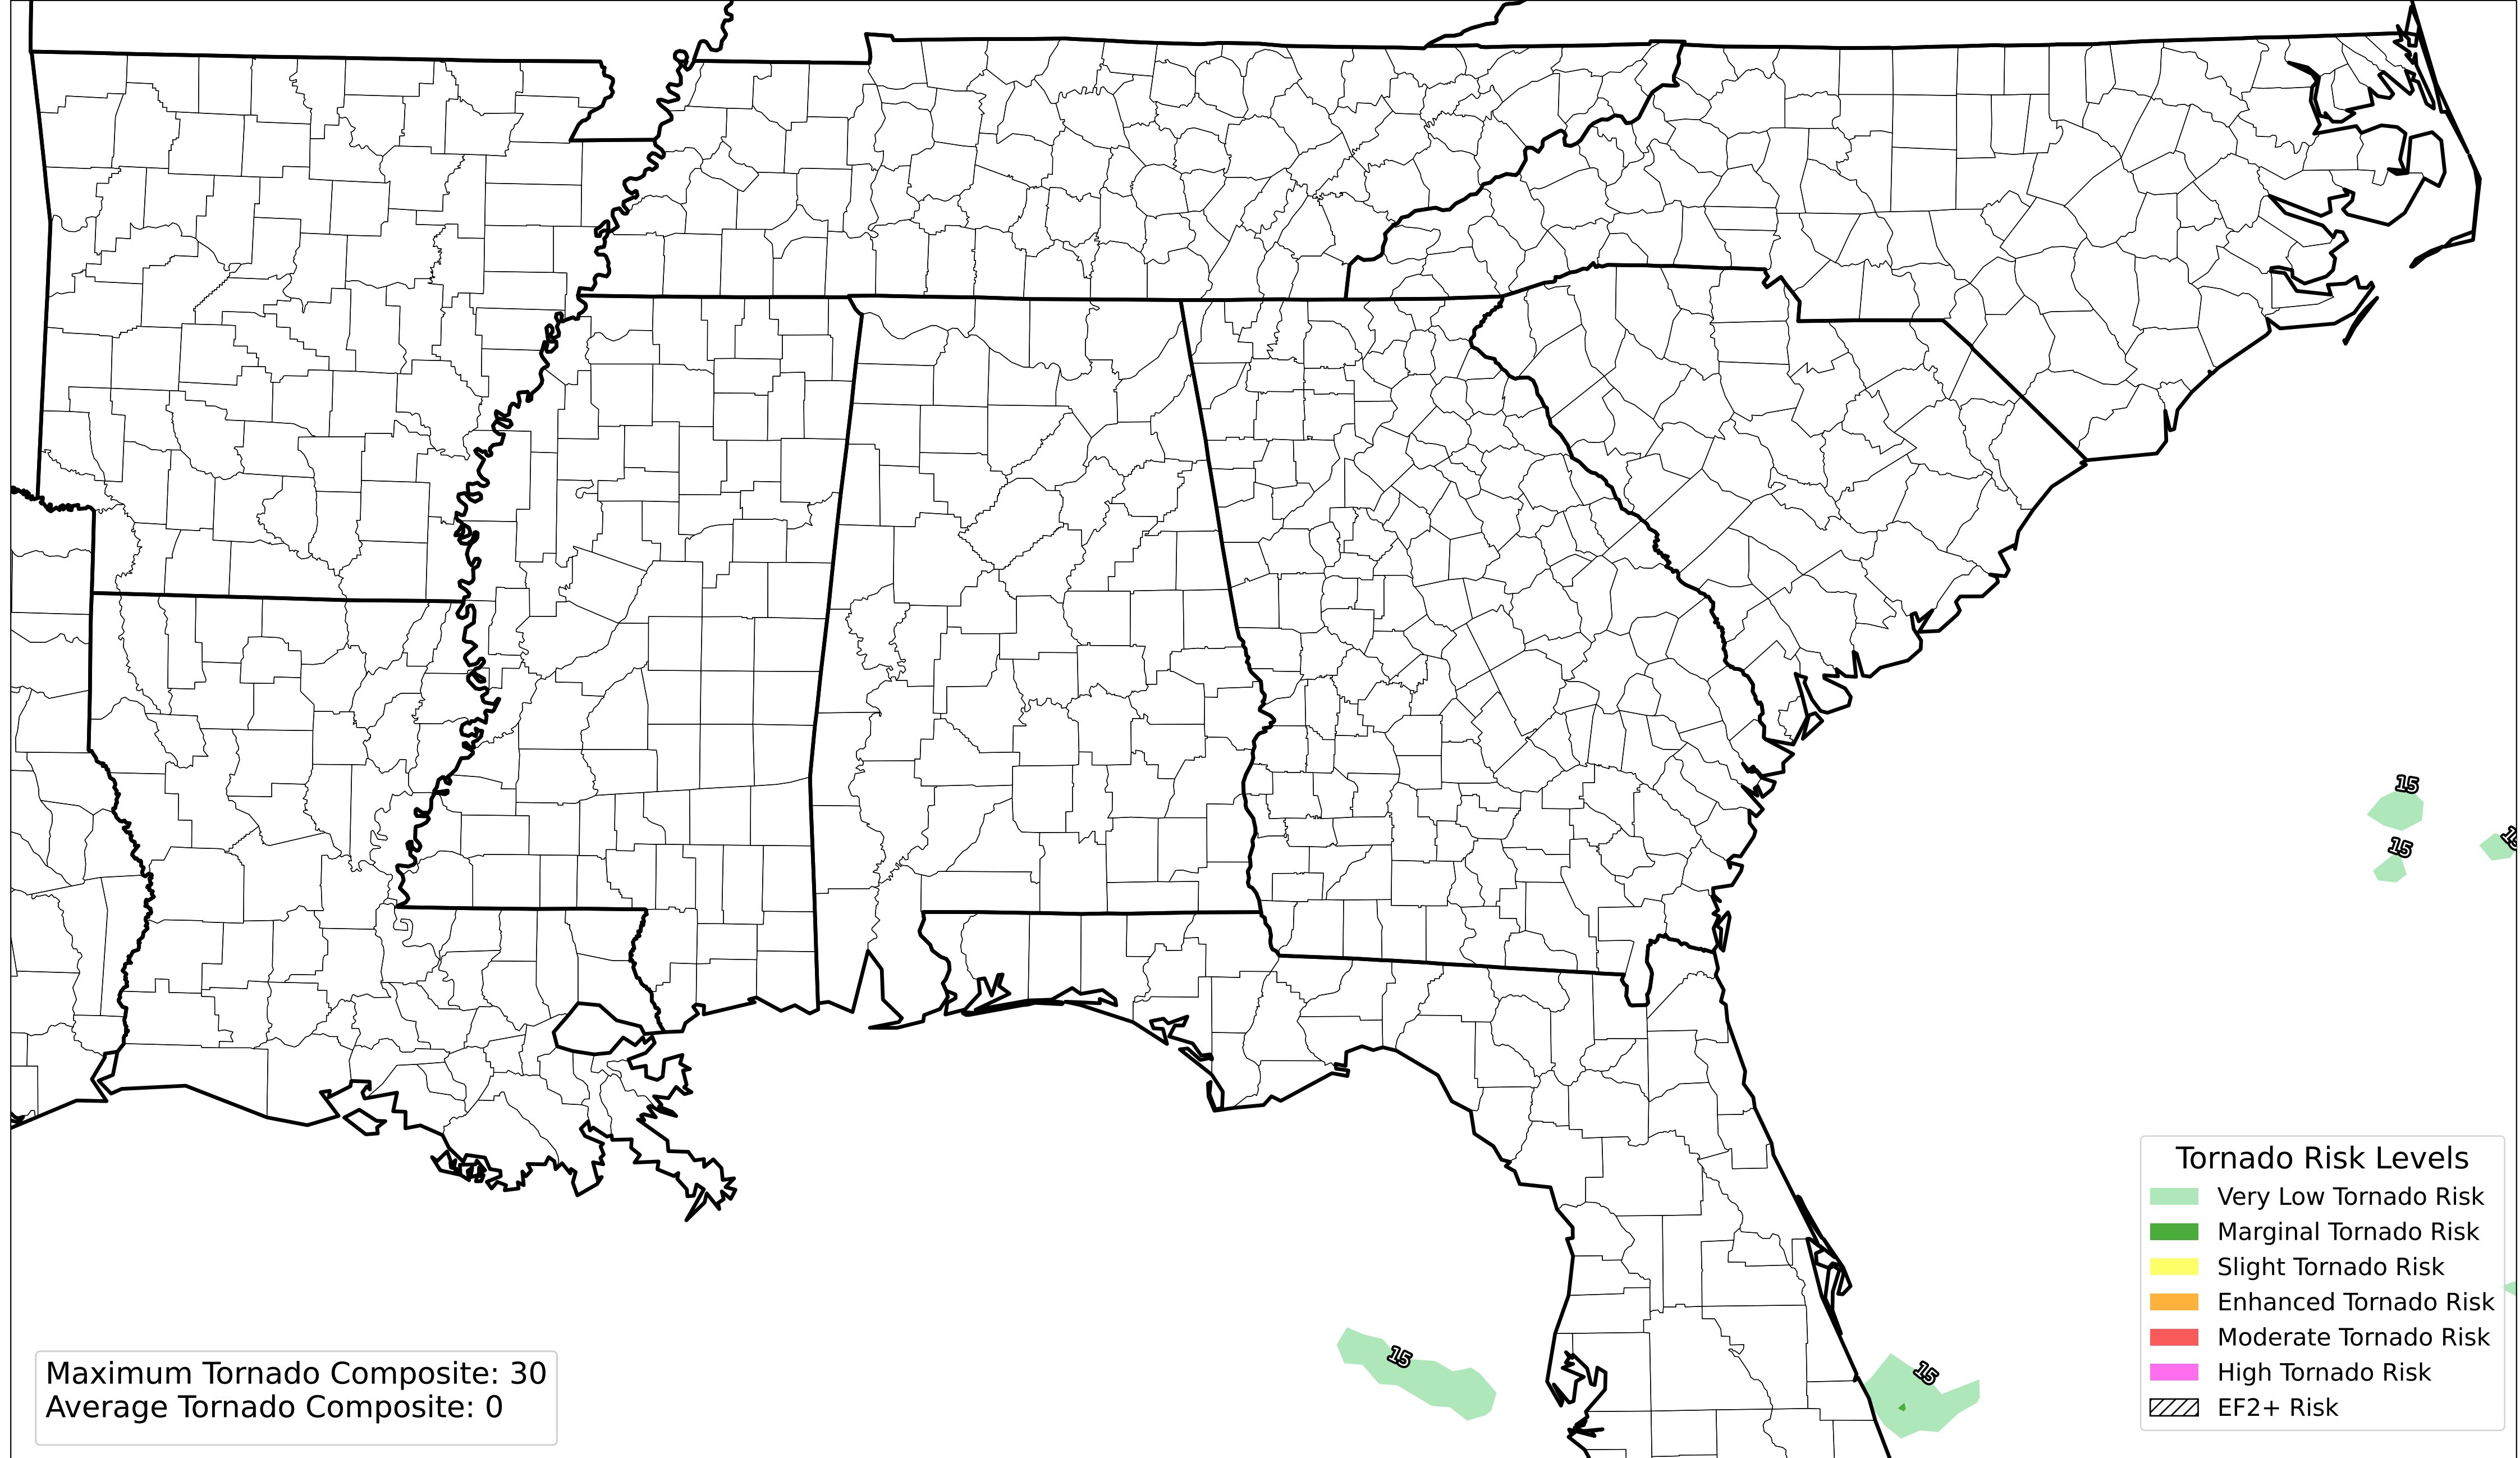 15
15
15
15
Tornado Risk Levels
Very Low Tornado Risk
Marginal Tornado Risk
Slight Tornado Risk
Enhanced Tornado Risk
Moderate Tornado Risk
High Tornado Risk
EF2+ Risk
Maximum Tornado Composite: 30
Average Tornado Composite: 0